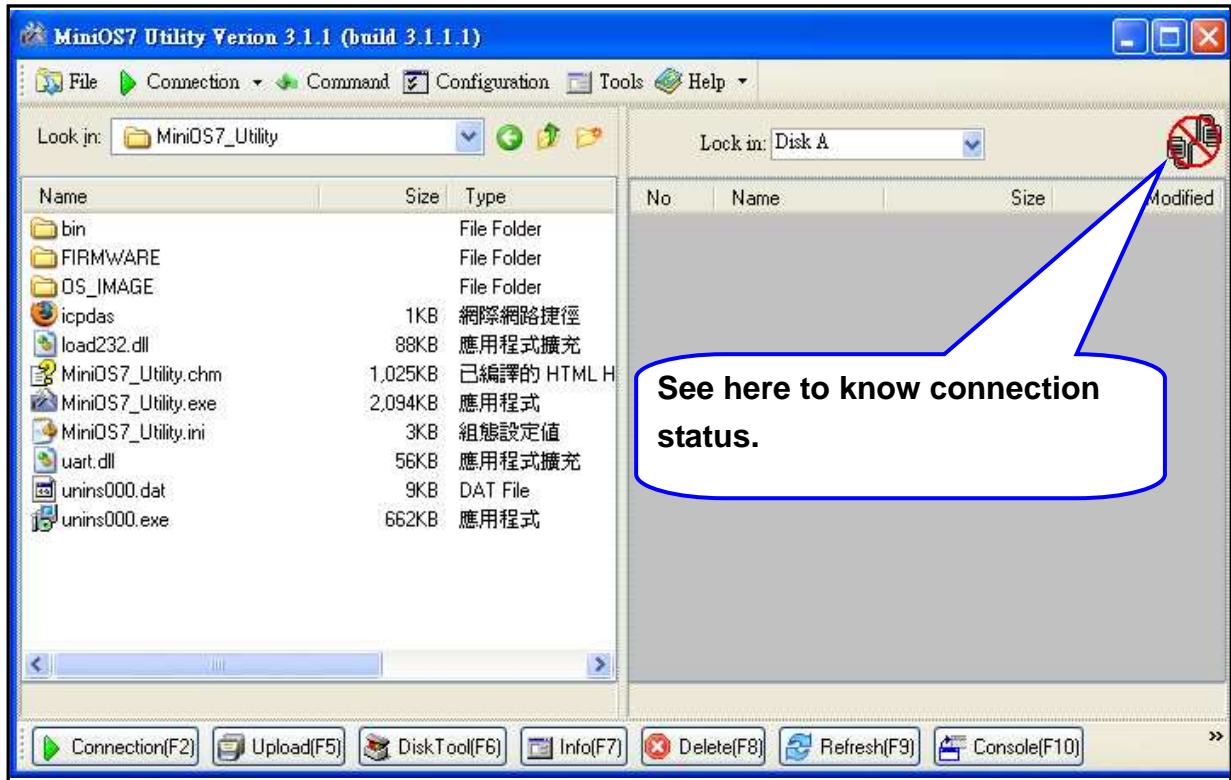 MiniOS7 Utility Verion 3.1.1 (build 3.1.1.1)
File Connection Command Configuration Tools Help
Look in: MiniOS7_Utility
Lock in: Disk A
Name Size Type
No Name Size Modified
bin File Folder
FIRMWARE File Folder
OS_IMAGE File Folder
icpdas 1KB 網際網路捷徑
load232.dll 88KB 應用程式擴充
MiniOS7_Utility.chm 1,025KB 已編譯的 HTML H
MiniOS7_Utility.exe 2,094KB 應用程式
MiniOS7_Utility.ini 3KB 組態設定值
uart.dll 56KB 應用程式擴充
unins000.dat 9KB DAT File
unins000.exe 662KB 應用程式
See here to know connection
status.
Connection(F2) Upload(F5) DiskTool(F6) Info(F7) Delete(F8) Refresh(F9) Console(F10) »